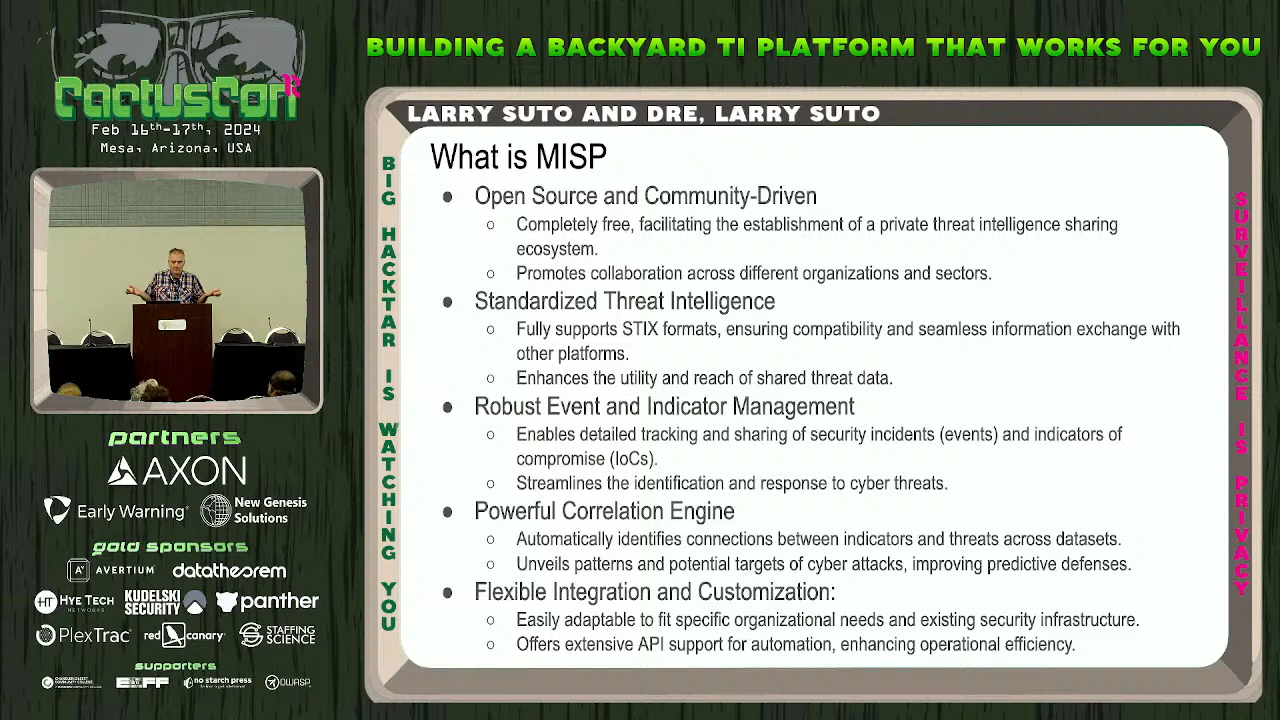 BUILDING A BACKYARD TI PLATFORM THAT WORKS FOR YOU
CactusCon
Feb 16th-17th, 2024
Mesa, Arizona, USA
LARRY SUTO AND DRE, LARRY SUTO
BIG HACKTAR IS WATCHING YOU
What is MISP
● Open Source and Community-Driven
○ Completely free, facilitating the establishment of a private threat intelligence sharing
ecosystem.
○ Promotes collaboration across different organizations and sectors.
● Standardized Threat Intelligence
○ Fully supports STIX formats, ensuring compatibility and seamless information exchange with
other platforms.
○ Enhances the utility and reach of shared threat data.
● Robust Event and Indicator Management
○ Enables detailed tracking and sharing of security incidents (events) and indicators of
compromise (IoCs).
○ Streamlines the identification and response to cyber threats.
● Powerful Correlation Engine
○ Automatically identifies connections between indicators and threats across datasets.
○ Unveils patterns and potential targets of cyber attacks, improving predictive defenses.
● Flexible Integration and Customization:
○ Easily adaptable to fit specific organizational needs and existing security infrastructure.
○ Offers extensive API support for automation, enhancing operational efficiency.
SURVEILLANCE IS PRIVACY
partners
AXON
Early Warning
New Genesis
Solutions
gold sponsors
AVERTIUM
datatheorem
HT HYE TECH
NETWORKS
KUDELSKI
SECURITY
panther
PlexTrac
red canary
STAFFING
SCIENCE
supporters
EFF
no starch press
OWASP